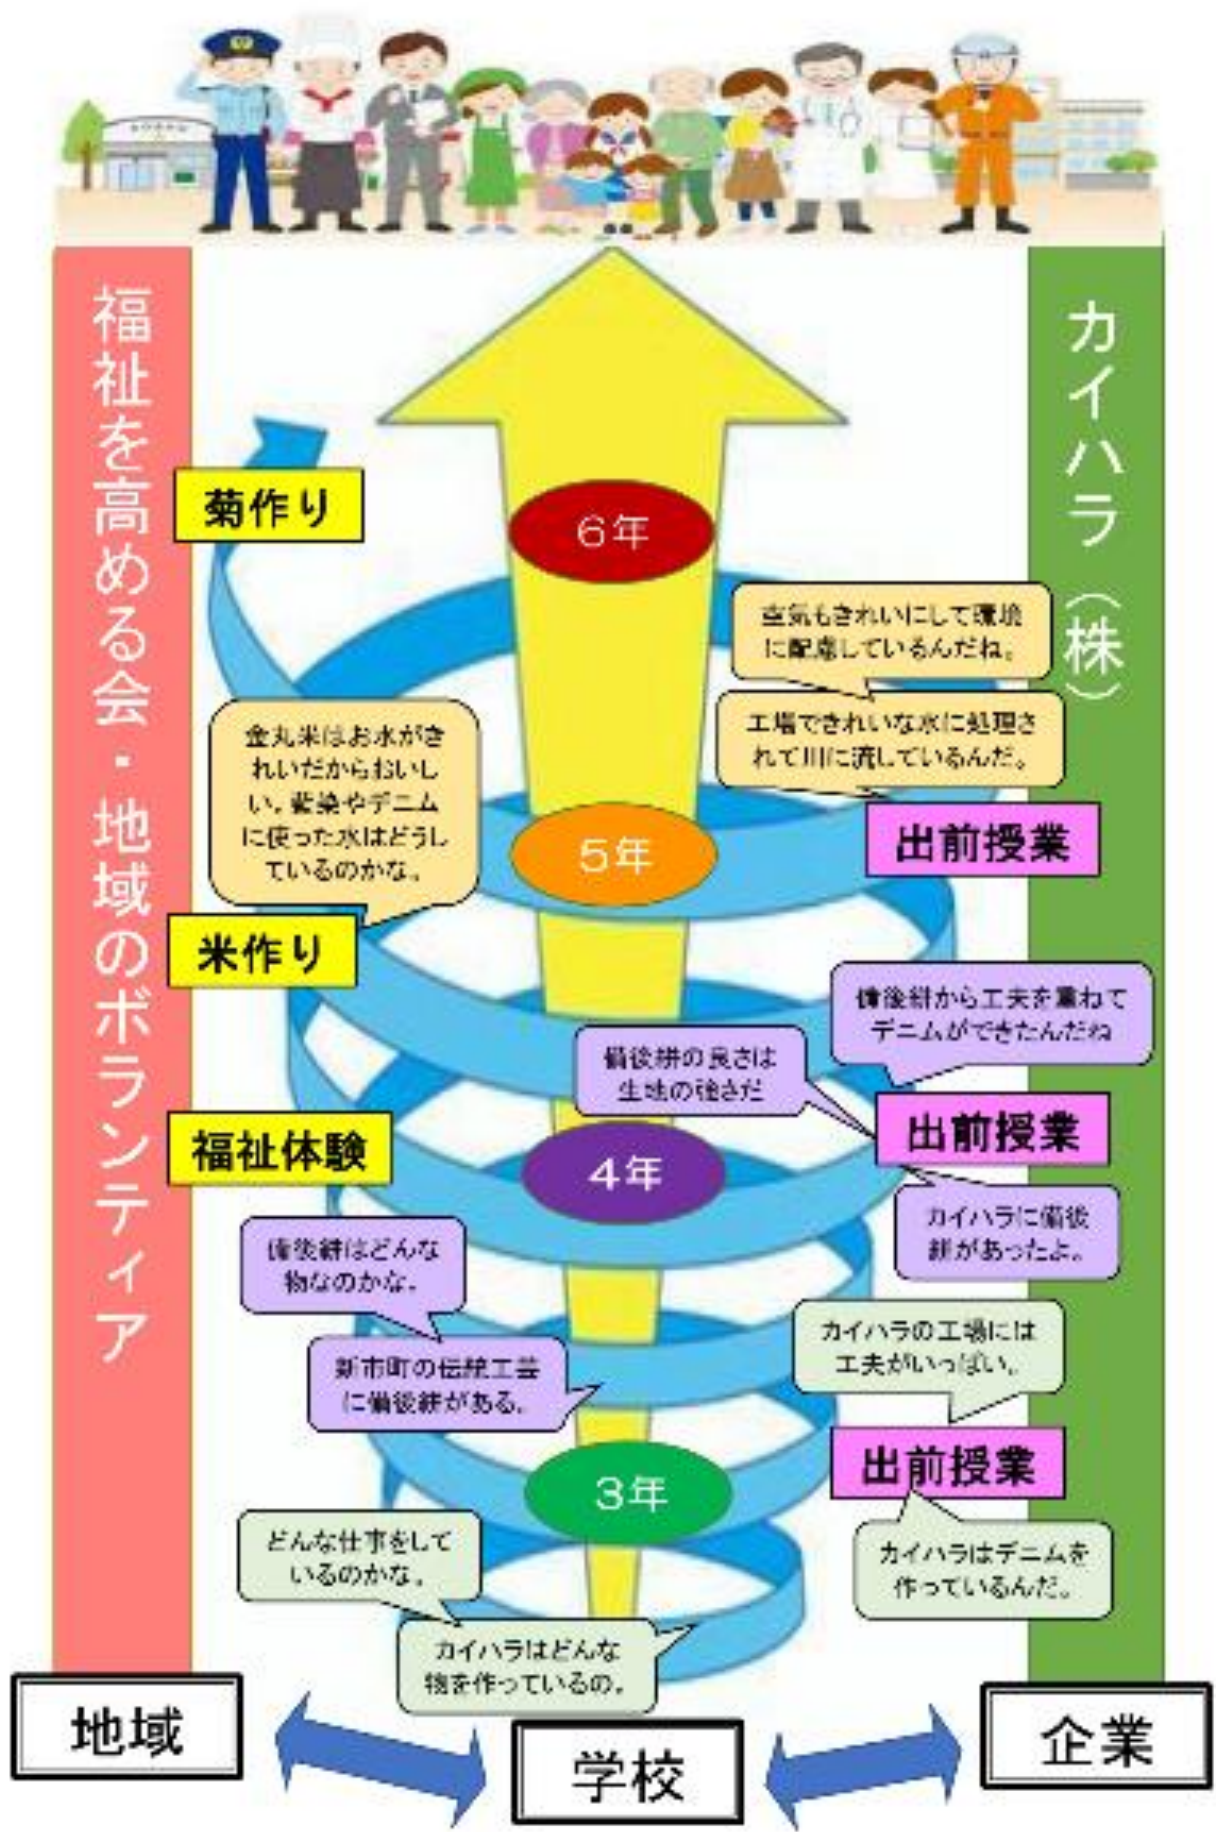 福祉を高める会・地域のボランティア
カイハラ（株）
菊作り
6年
空気もきれいにして環境
に配慮しているんだね。
工場できれいな水に処理さ
れて川に流しているんだ。
金丸米はお水がき
れいだからおいし
い。藍染やデニム
に使った水はどうし
ているのかな。
5年
出前授業
米作り
備後絣から工夫を重ねて
デニムができたんだね
備後絣の良さは
生地の強さだ
出前授業
福祉体験
4年
カイハラに備後
絣があったよ。
備後絣はどんな
物なのかな。
新市町の伝統工芸
に備後絣がある。
カイハラの工場には
工夫がいっぱい。
出前授業
3年
どんな仕事をして
いるのかな。
カイハラはデニムを
作っているんだ。
カイハラはどんな
物を作っているの。
地域
学校
企業